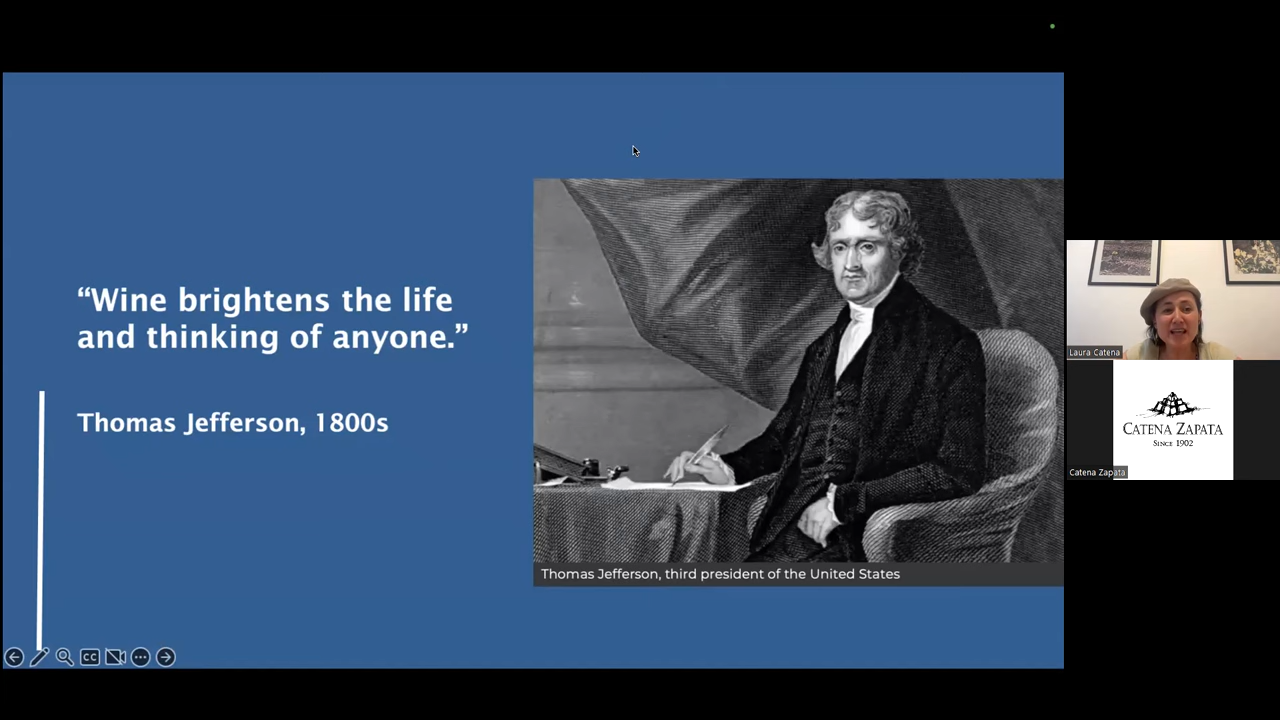 “Wine brightens the life
and thinking of anyone.”
Thomas Jefferson, 1800s
Thomas Jefferson, third president of the United States
CC
Laura Catena
CATENA ZAPATA
SINCE 1902
Catena Zapata